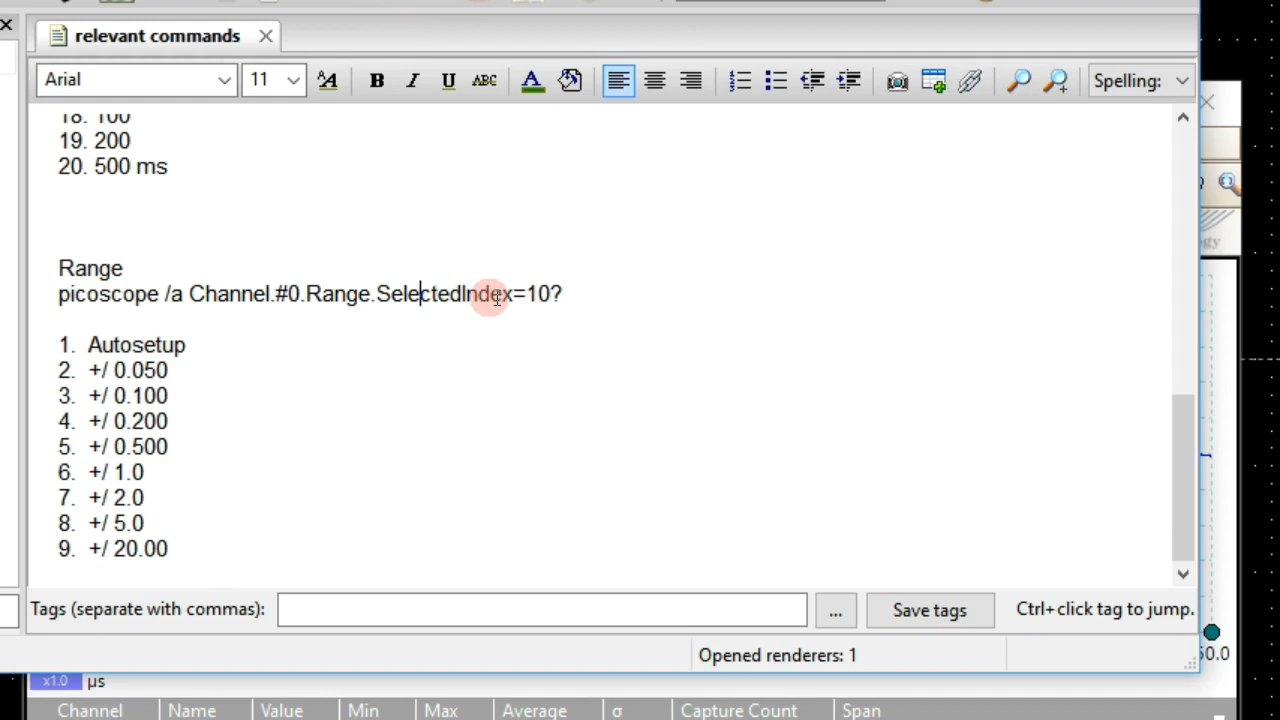 relevant commands
Arial
11
B I U ABC A
Spelling:
18. 100
19. 200
20. 500 ms
Range
picoscope /a Channel.#0.Range.SelectedIndex=10?
1. Autosetup
2. +/ 0.050
3. +/ 0.100
4. +/ 0.200
5. +/ 0.500
6. +/ 1.0
7. +/ 2.0
8. +/ 5.0
9. +/ 20.00
Tags (separate with commas):
...
Save tags
Ctrl+click tag to jump.
Opened renderers: 1
x1.0 µs
Channel Name Value Min Max Average σ Capture Count Span